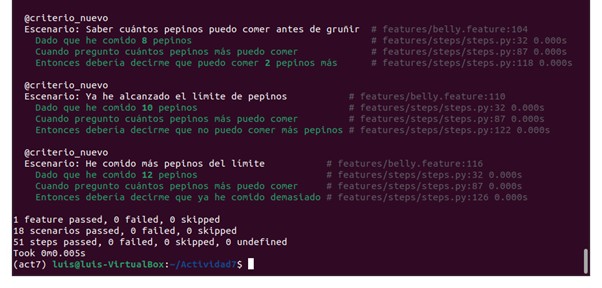 @criterio_nuevo
Escenario: Saber cuántos pepinos puedo comer antes de gruñir # features/belly.feature:104
Dado que he comido 8 pepinos # features/steps/steps.py:32 0.000s
Cuando pregunto cuántos pepinos más puedo comer # features/steps/steps.py:87 0.000s
Entonces debería decirme que puedo comer 2 pepinos más # features/steps/steps.py:118 0.000s
@criterio_nuevo
Escenario: Ya he alcanzado el limite de pepinos # features/belly.feature:110
Dado que he comido 10 pepinos # features/steps/steps.py:32 0.000s
Cuando pregunto cuántos pepinos más puedo comer # features/steps/steps.py:87 0.000s
Entonces debería decirme que no puedo comer más pepinos # features/steps/steps.py:122 0.000s
@criterio_nuevo
Escenario: He comido más pepinos del limite # features/belly.feature:116
Dado que he comido 12 pepinos # features/steps/steps.py:32 0.000s
Cuando pregunto cuántos pepinos más puedo comer # features/steps/steps.py:87 0.000s
Entonces debería decirme que ya he comido demasiado # features/steps/steps.py:126 0.000s
1 feature passed, 0 failed, 0 skipped
18 scenarios passed, 0 failed, 0 skipped
51 steps passed, 0 failed, 0 skipped, 0 undefined
Took 0m0.005s
(act7) luis@luis-VirtualBox:~/Actividad7$